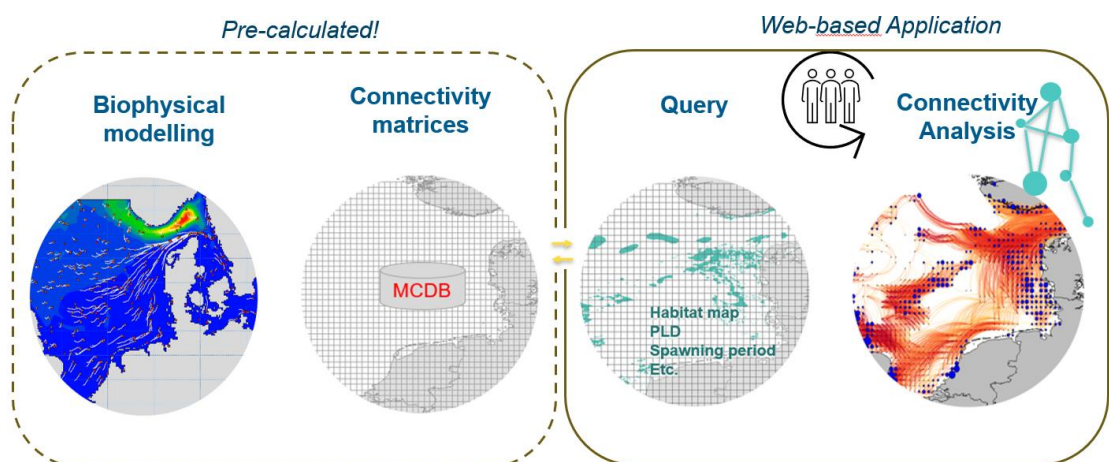 Pre-calculated!
Web-based Application
Biophysical
modelling
Connectivity
matrices
Query
Connectivity
Analysis
MCDB
Habitat map
PLD
Spawning period
Etc.